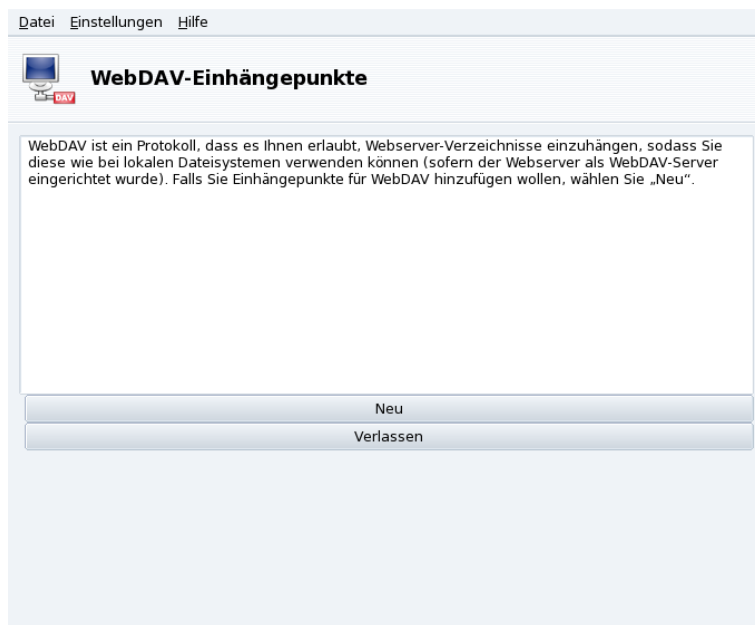 Datei Einstellungen Hilfe
DAV
WebDAV-Einhängepunkte
WebDAV ist ein Protokoll, dass es Ihnen erlaubt, Webserver-Verzeichnisse einzuhängen, sodass Sie
diese wie bei lokalen Dateisystemen verwenden können (sofern der Webserver als WebDAV-Server
eingerichtet wurde). Falls Sie Einhängepunkte für WebDAV hinzufügen wollen, wählen Sie „Neu“.
Neu
Verlassen